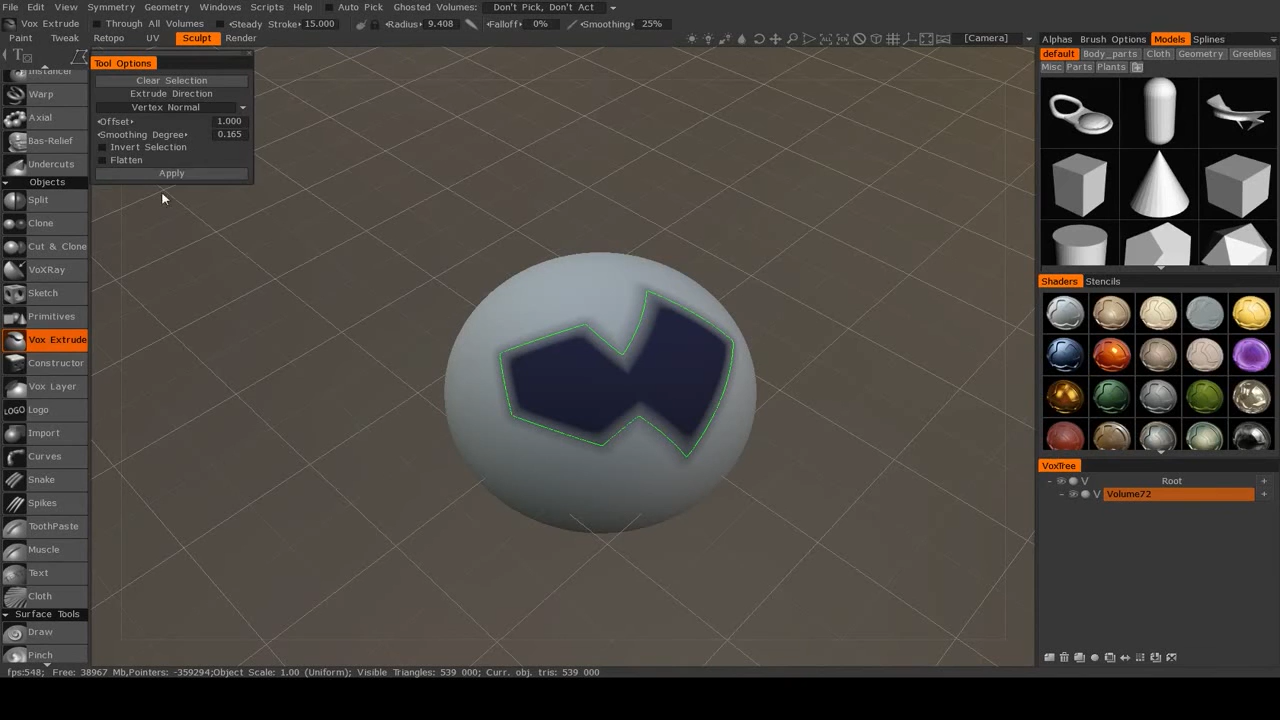 File Edit View Symmetry Geometry Windows Scripts Help Auto Pick Ghosted Volumes: Don't Pick, Don't Act
Vox Extrude Through All Volumes Steady Stroke 15.000 Radius 9.408 Falloff 0% Smoothing 25%
Paint Tweak Retopo UV Sculpt Render [Camera]
Tool Options
Clear Selection
Extrude Direction
Vertex Normal
Offset 1.000
Smoothing Degree 0.165
Invert Selection
Flatten
Apply
Instancer
Warp
Axial
Bas-Relief
Undercuts
Objects
Split
Clone
Cut & Clone
VoXRay
Sketch
Primitives
Vox Extrude
Constructor
Vox Layer
LOGO Logo
Import
Curves
Snake
Spikes
ToothPaste
Muscle
Text
Cloth
Surface Tools
Draw
Pinch
Alphas Brush Options Models Splines
default Body_parts Cloth Geometry Greebles
Misc Parts Plants
Shaders Stencils
VoxTree
V Root +
V Volume72 +
fps:548; Free: 38967 Mb,Pointers: -359294;Object Scale: 1.00 (Uniform); Visible Triangles: 539 000; Curr. obj. tris: 539 000